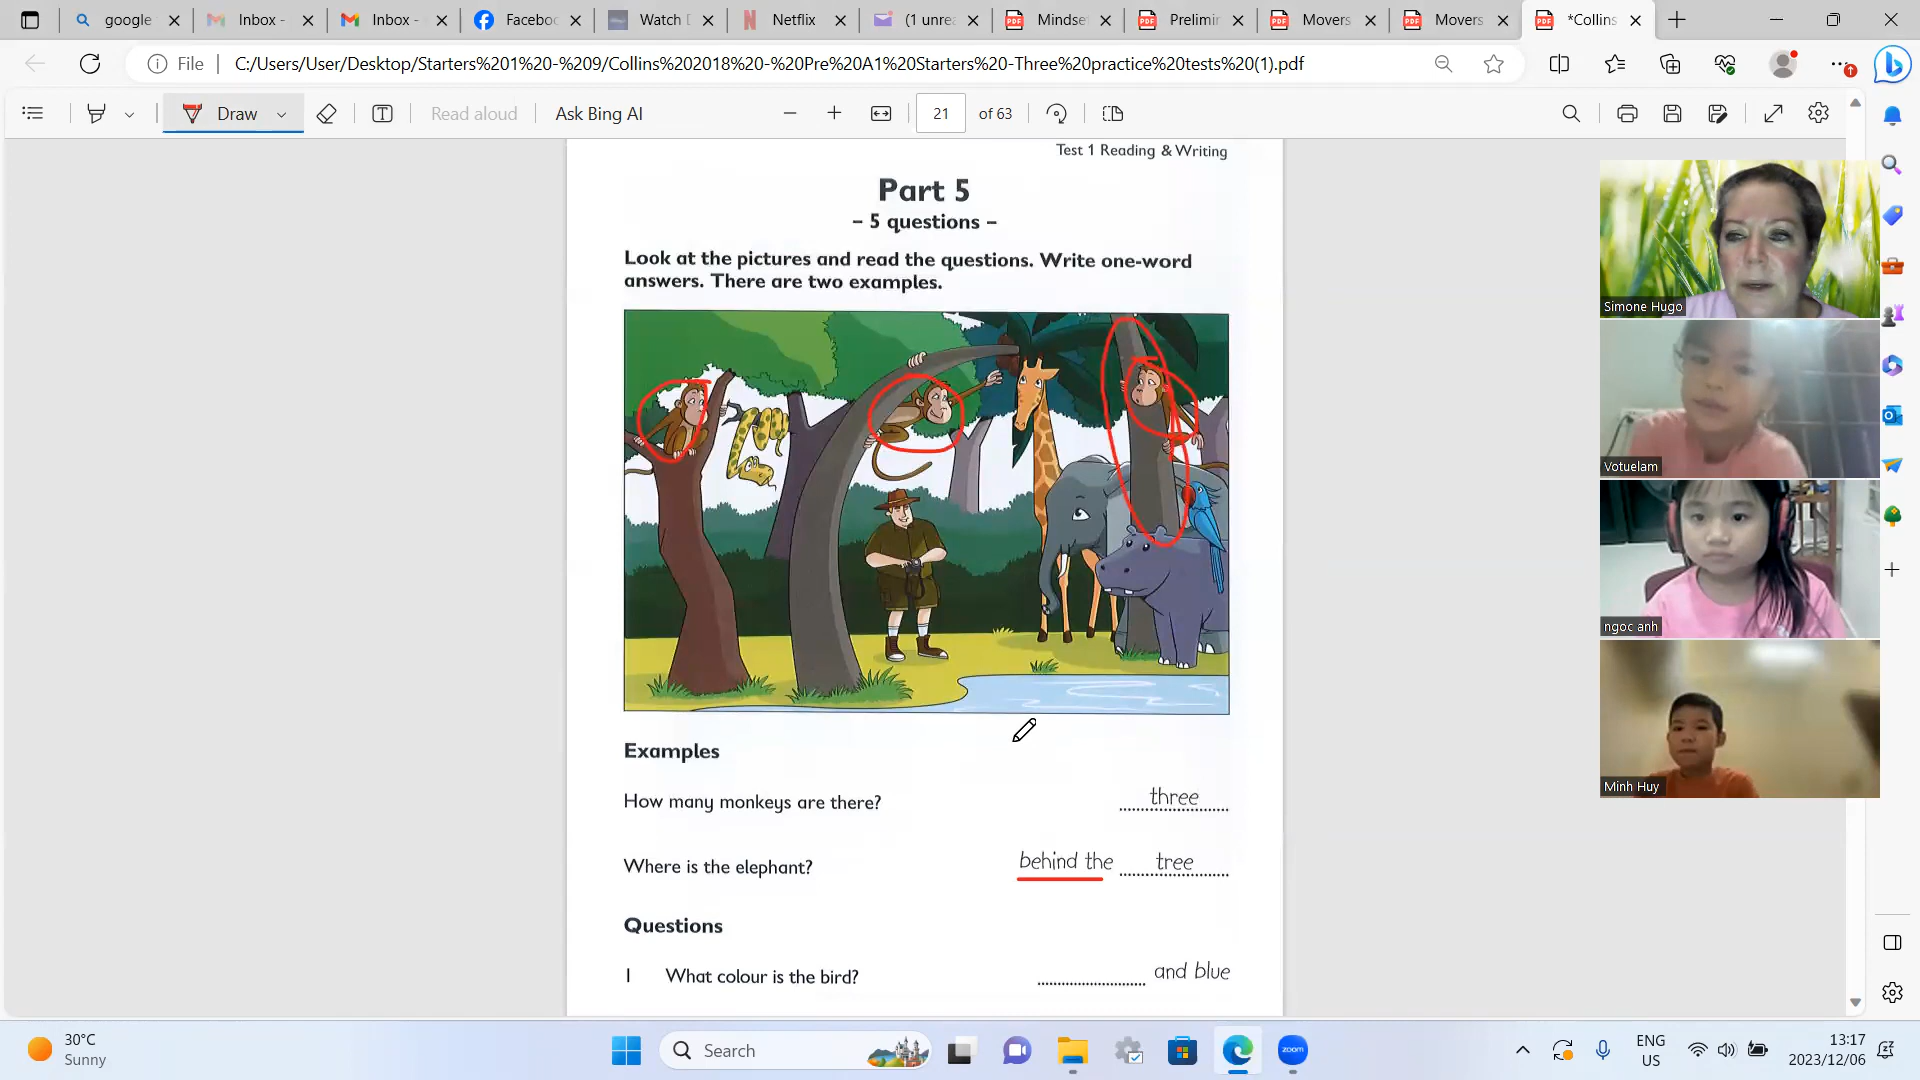 google
Inbox -
Inbox -
Faceboo
Watch
Netflix
(1 unrea
Mindse
Prelimir
Movers
Movers
*Collins
File
C:/Users/User/Desktop/Starters%201%20-%209/Collins%202018%20-%20Pre%20A1%20Starters%20-Three%20practice%20tests%20(1).pdf
Draw
Read aloud
Ask Bing AI
21
of 63
Test 1 Reading & Writing
Part 5
– 5 questions –
Look at the pictures and read the questions. Write one-word
answers. There are two examples.
Examples
How many monkeys are there? three
Where is the elephant? behind the tree
Questions
1 What colour is the bird? and blue
Simone Hugo
Votuelam
ngoc anh
Minh Huy
30°C
Sunny
Search
zoom
ENG
US
13:17
2023/12/06